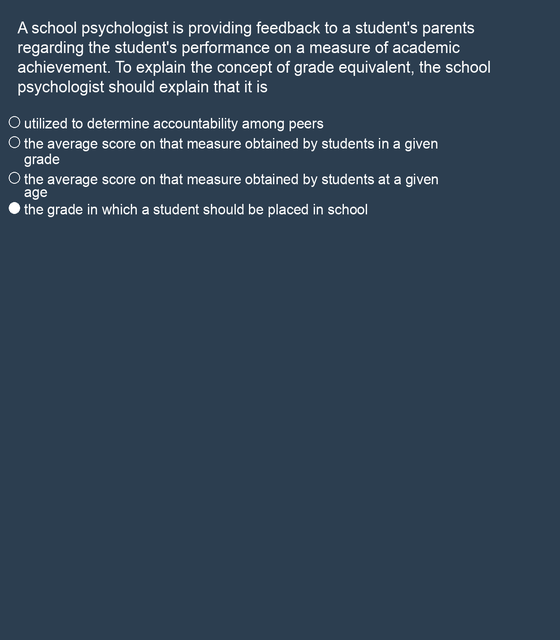 A school psychologist is providing feedback to a student's parents
regarding the student's performance on a measure of academic
achievement. To explain the concept of grade equivalent, the school
psychologist should explain that it is
utilized to determine accountability among peers
the average score on that measure obtained by students in a given
grade
the average score on that measure obtained by students at a given
age
the grade in which a student should be placed in school